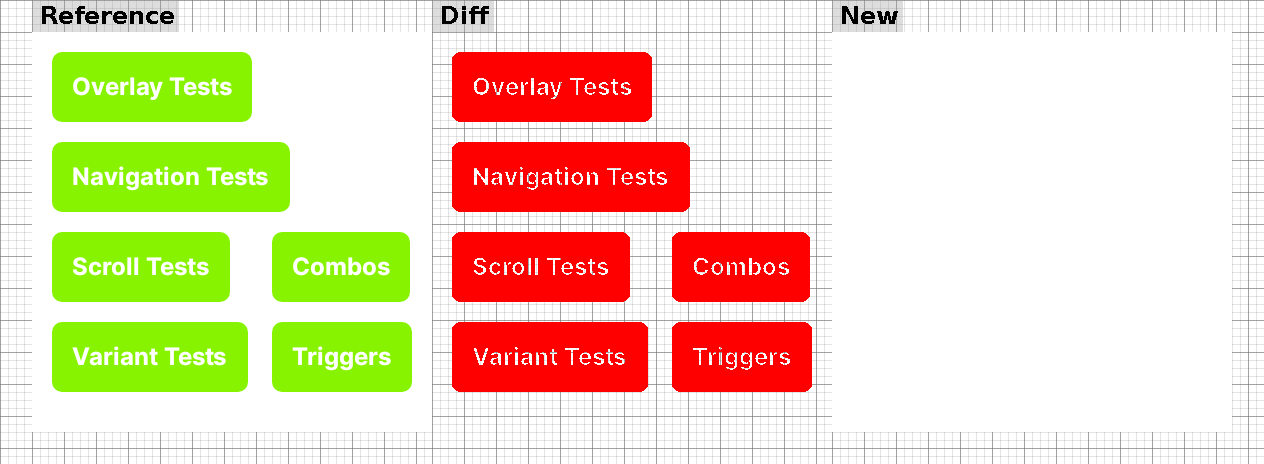 Reference
Overlay Tests
Navigation Tests
Scroll Tests
Combos
Variant Tests
Triggers
Diff
Overlay Tests
Navigation Tests
Scroll Tests
Combos
Variant Tests
Triggers
New